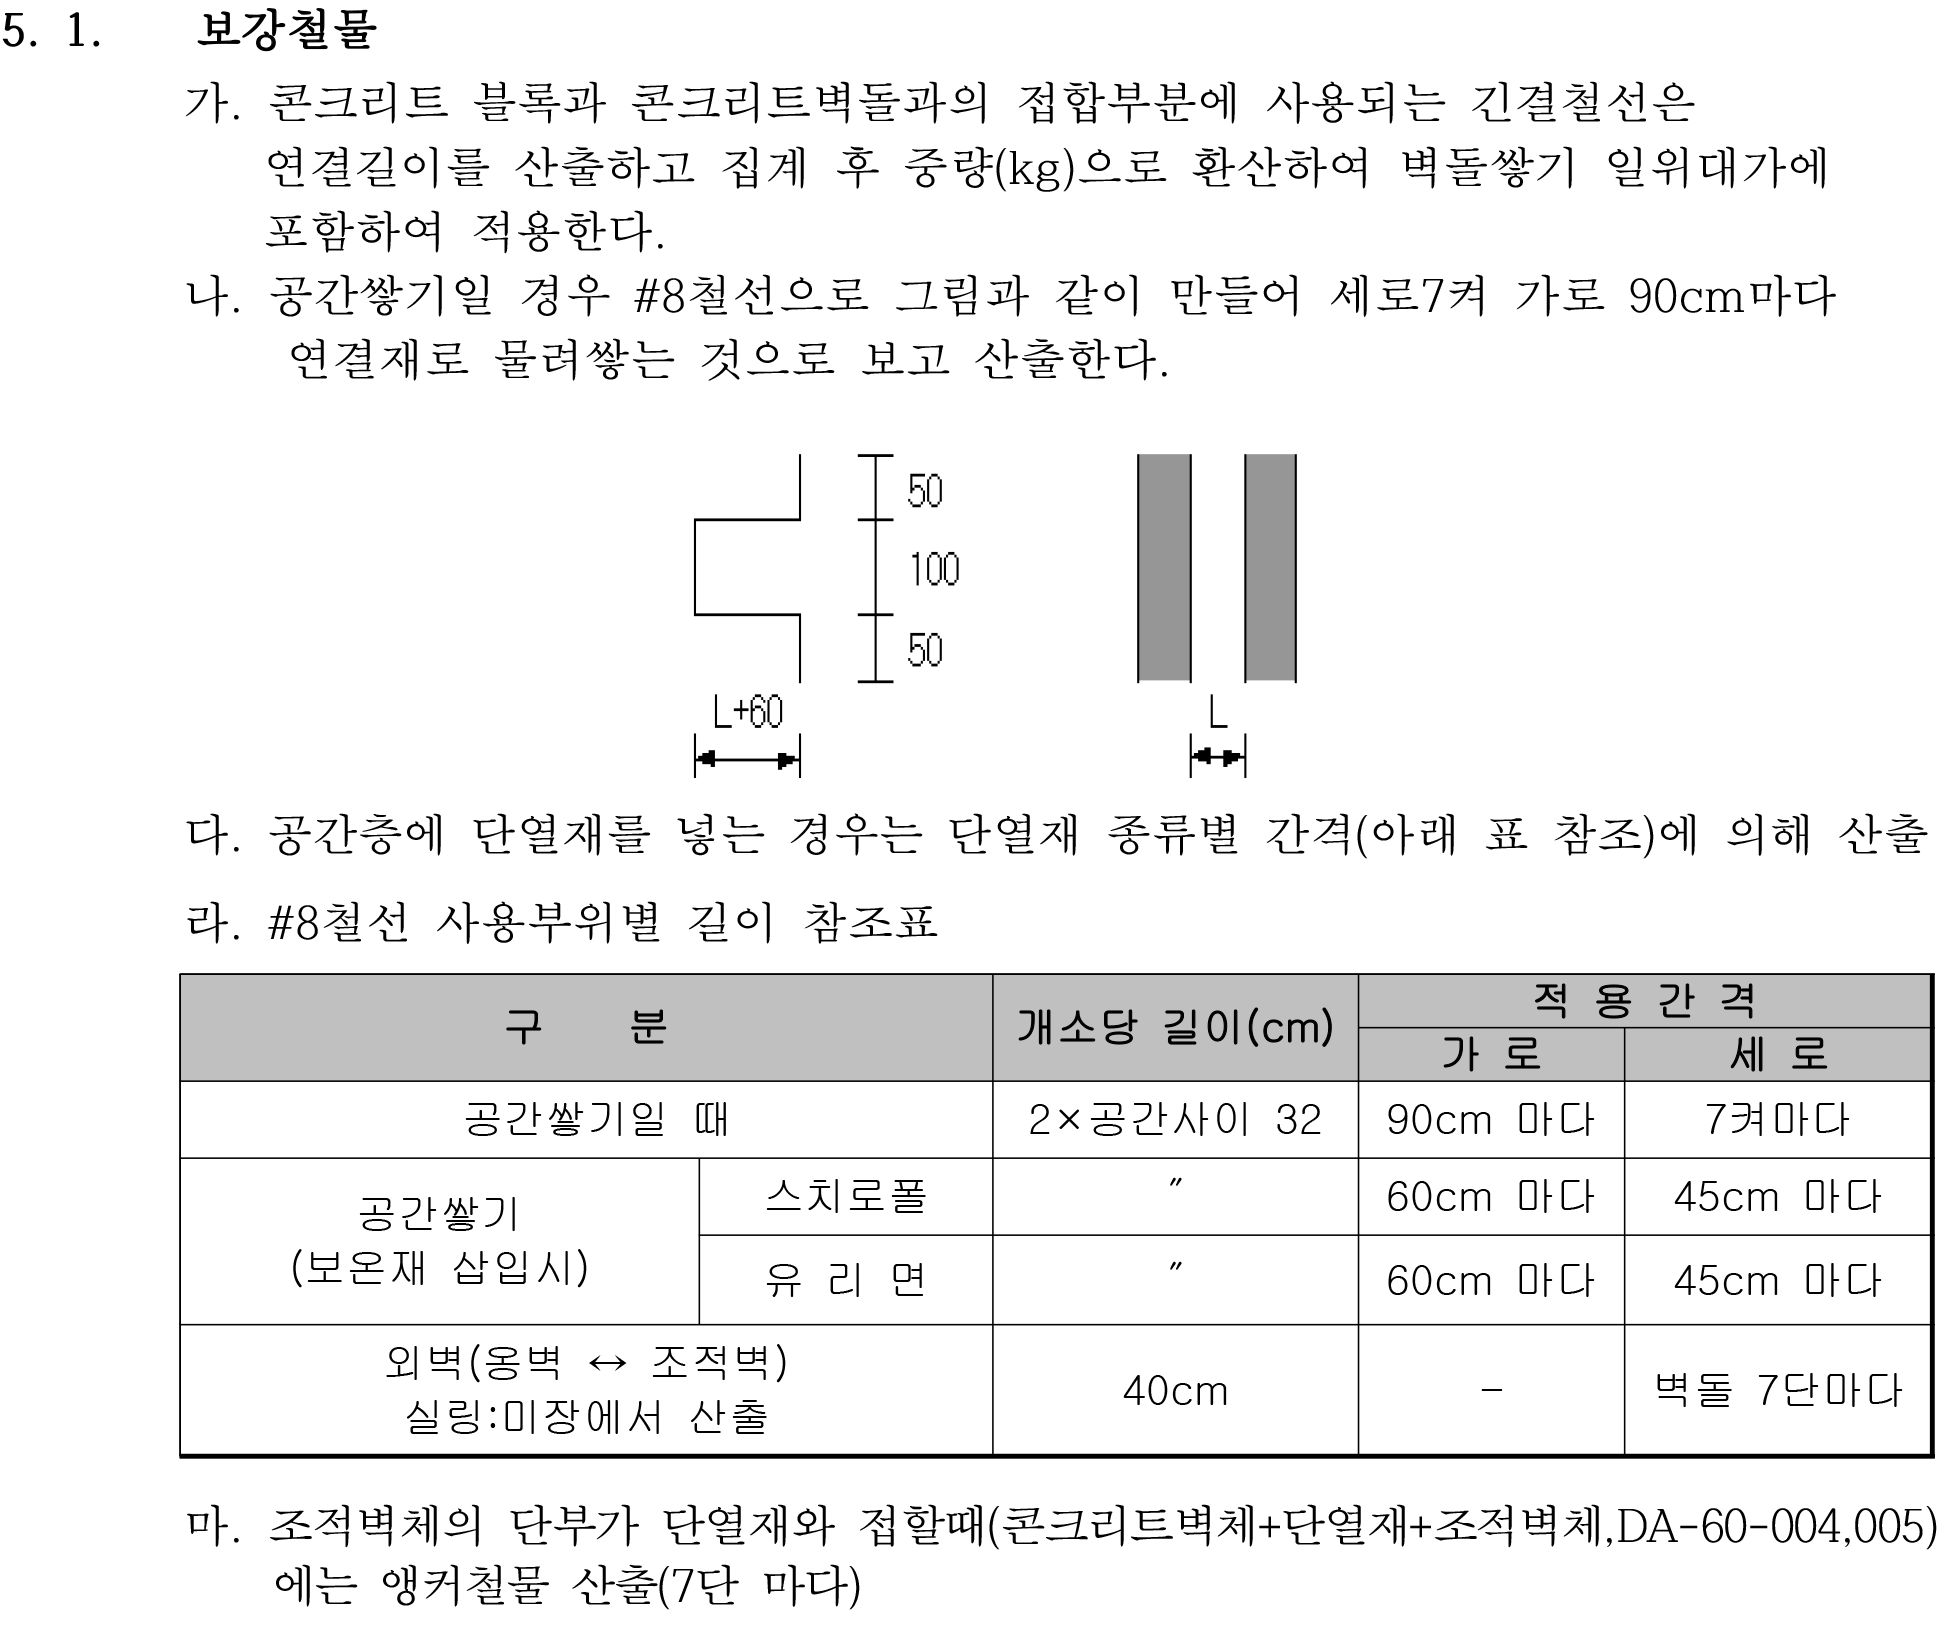 5. 1. 보강철물
가. 콘크리트 블록과 콘크리트벽돌과의 접합부분에 사용되는 긴결철선은
연결길이를 산출하고 집계 후 중량(kg)으로 환산하여 벽돌쌓기 일위대가에
포함하여 적용한다.
나. 공간쌓기일 경우 #8철선으로 그림과 같이 만들어 세로7켜 가로 90cm마다
연결재로 물려쌓는 것으로 보고 산출한다.
50
100
50
L+60
L
다. 공간층에 단열재를 넣는 경우는 단열재 종류별 간격(아래 표 참조)에 의해 산출
라. #8철선 사용부위별 길이 참조표
구 분 개소당 길이(cm) 적 용 간 격
가 로 세 로
공간쌓기일 때 2×공간사이 32 90cm 마다 7켜마다
공간쌓기
(보온재 삽입시)
스치로폴 〃 60cm 마다 45cm 마다
유 리 면 〃 60cm 마다 45cm 마다
외벽(옹벽 ↔ 조적벽)
실링:미장에서 산출
40cm - 벽돌 7단마다
마. 조적벽체의 단부가 단열재와 접할때(콘크리트벽체+단열재+조적벽체,DA-60-004,005)
에는 앵커철물 산출(7단 마다)